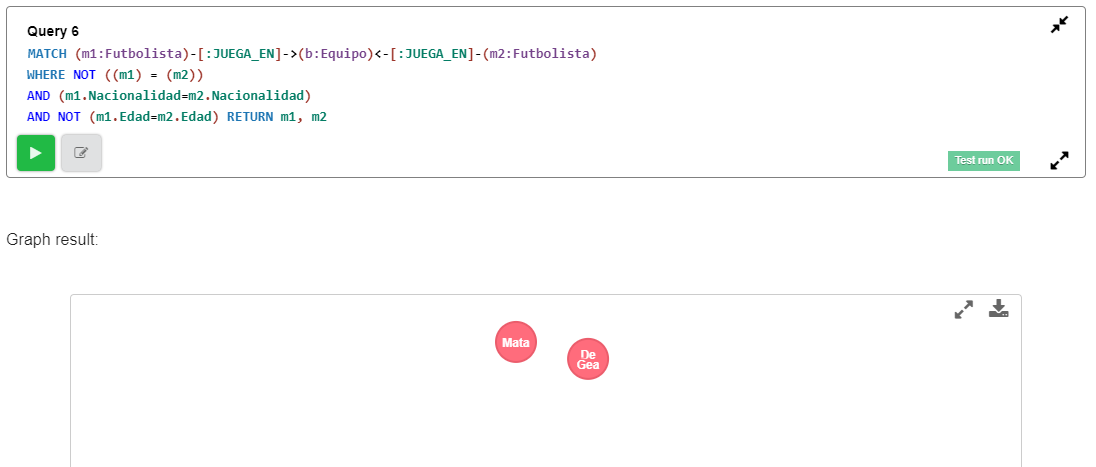 Query 6
MATCH (m1:Futbolista)-[:JUEGA_EN]->(b:Equipo)<-[:JUEGA_EN]-(m2:Futbolista)
WHERE NOT ((m1) = (m2))
AND (m1.Nacionalidad=m2.Nacionalidad)
AND NOT (m1.Edad=m2.Edad) RETURN m1, m2
Test run OK
Graph result:
Mata
De
Gea